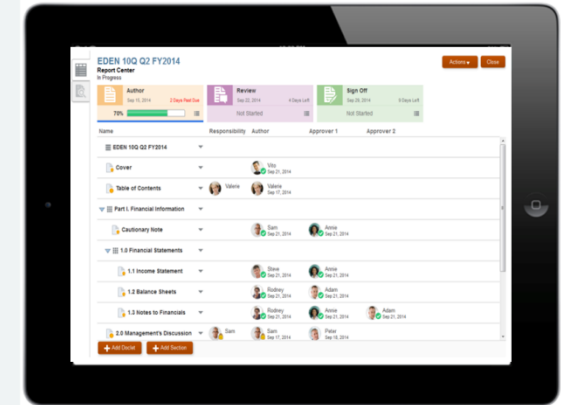 EDEN 10Q Q2 FY2014
Report Center
In Progress
Actions
Close
Author
Sep 15, 2014
2 Days Past Due
75%
Review
Sep 22, 2014
4 Days Left
Not Started
Sign Off
Sep 26, 2014
Days Left
Not Started
Name Responsibility Author Approver 1 Approver 2
EDEN 10Q Q2 FY2014
Cover
Vito
Sep 21, 2014
Table of Contents
Valerie
Valerie
Sep 17, 2014
Part I. Financial Information
Cautionary Note
Sam
Sep 21, 2014
Annie
Sep 21, 2014
1.0 Financial Statements
1.1 Income Statement
Steve
Sep 21, 2014
Annie
Sep 21, 2014
1.2 Balance Sheets
Rodney
Sep 21, 2014
Adam
Sep 21, 2014
1.3 Notes to Financials
Rodney
Sep 21, 2014
Annie
Sep 21, 2014
Adam
Sep 21, 2014
2.0 Management's Discussion
Sam
Sam
Sep 17, 2014
Peter
Sep 18, 2014
Add Doclet
Add Section